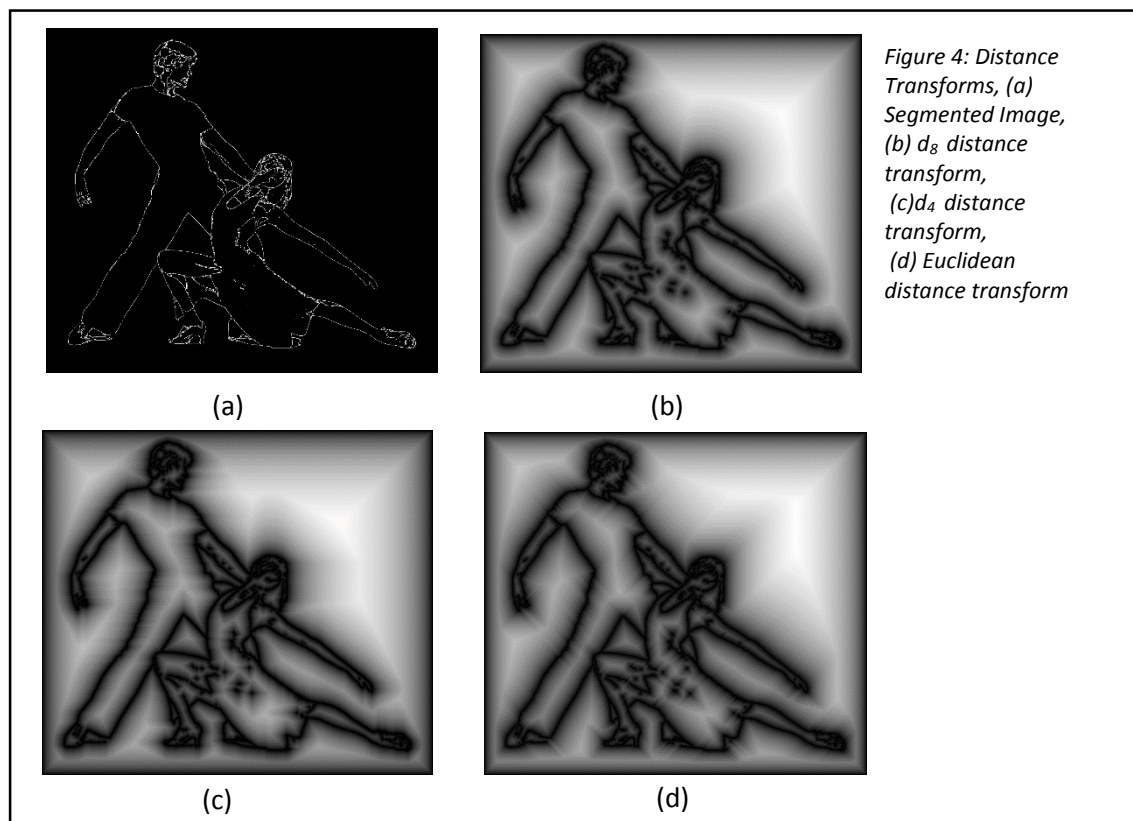 Figure 4: Distance
Transforms, (a)
Segmented Image,
(b) d₈ distance
transform,
(c)d₄ distance
transform,
(d) Euclidean
distance transform
(a)
(b)
(c)
(d)